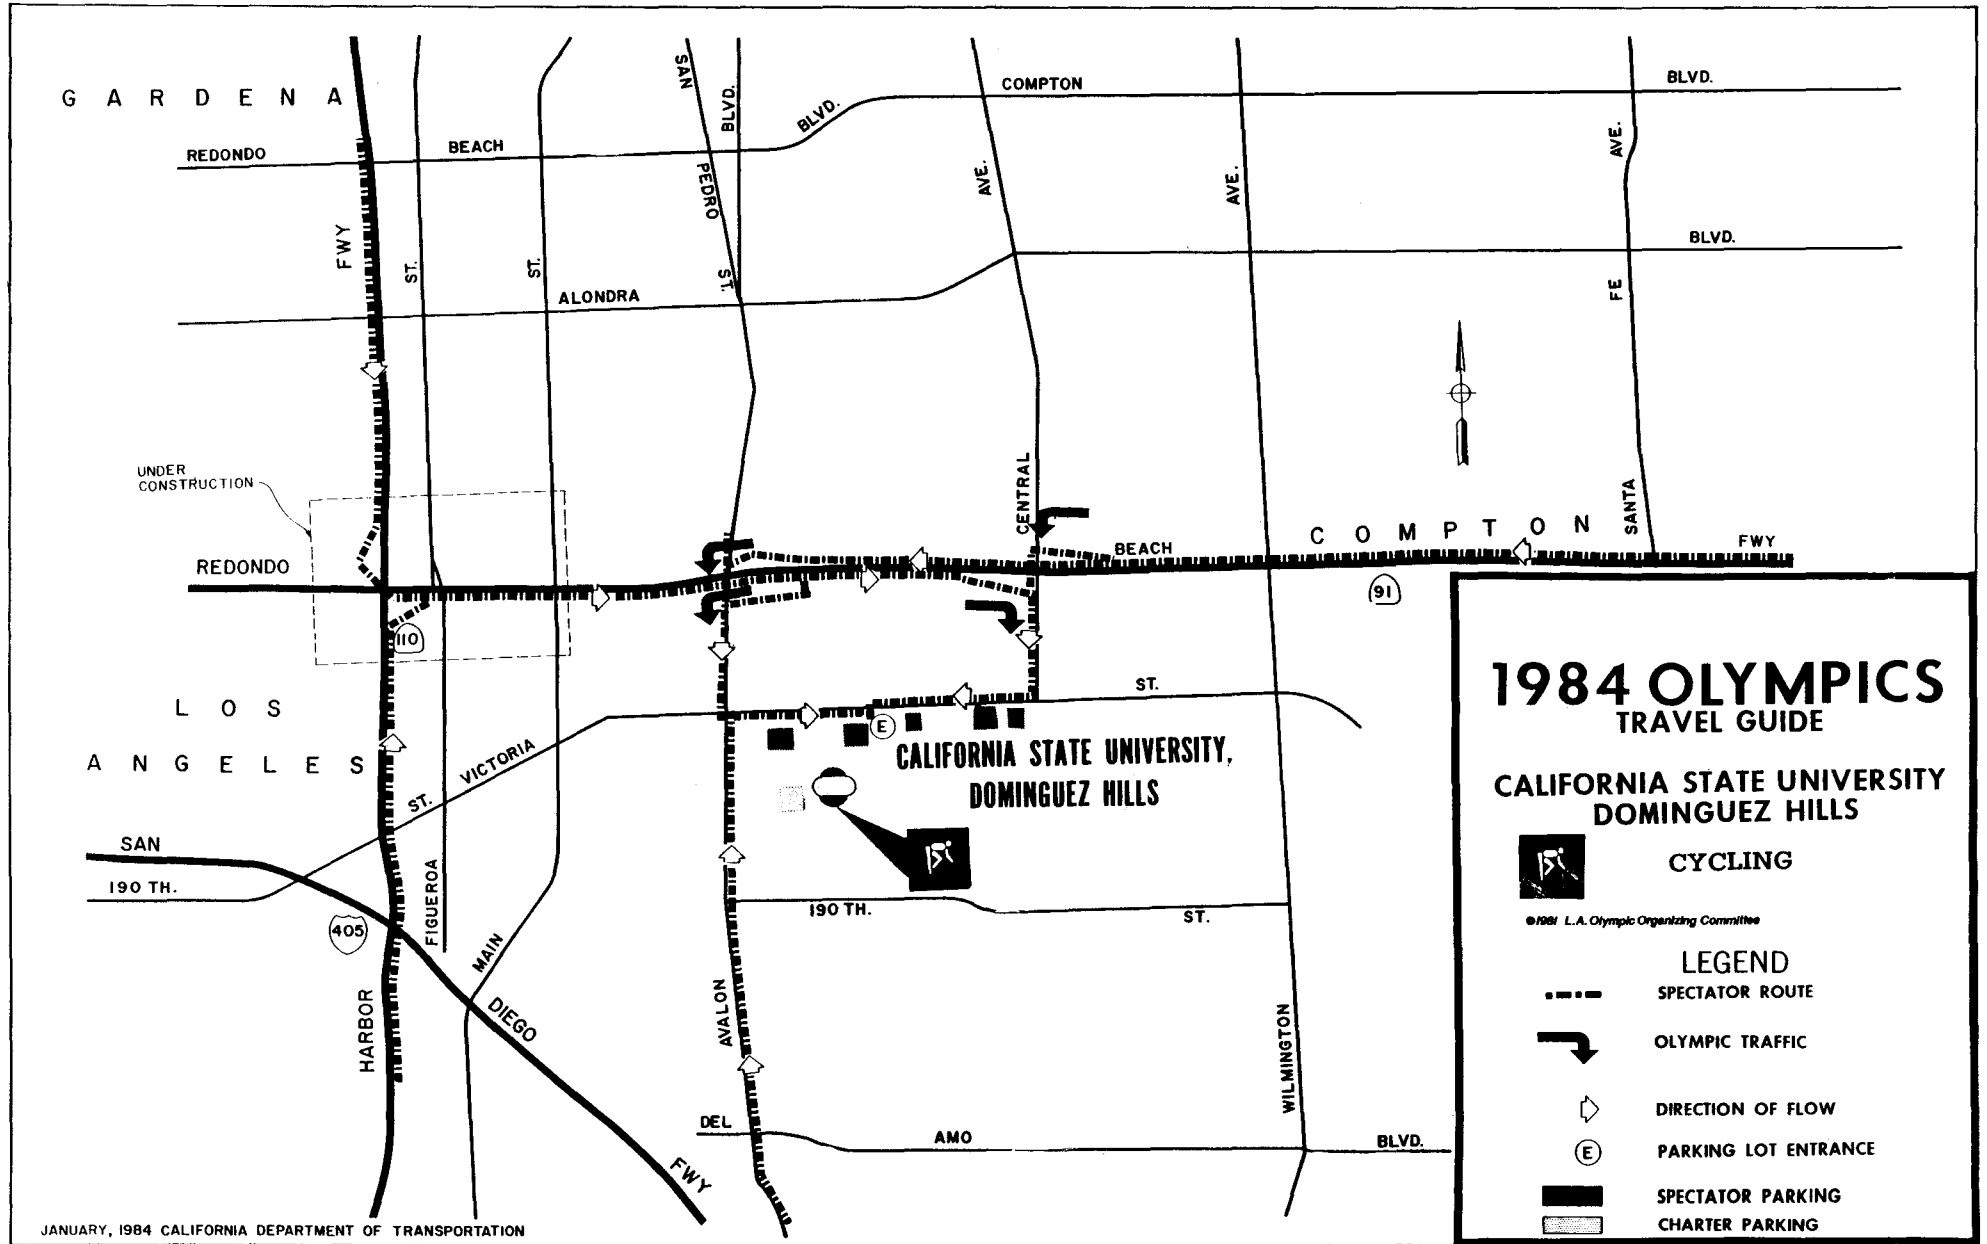 GARDENA
SAN
BLVD.
COMPTON
BLVD.
BLVD.
REDONDO
BEACH
AVE.
PEDRO
AVE.
AVE.
FWY
ST.
ST.
ST.
ALONDRA
BLVD.
FE
UNDER
CONSTRUCTION
CENTRAL
SANTA
COMPTON
REDONDO
BEACH
FWY
91
110
LOS
ANGELES
ST.
E
CALIFORNIA STATE UNIVERSITY,
DOMINGUEZ HILLS
VICTORIA
ST.
SAN
190 TH.
405
FIGUEROA
MAIN
190 TH.
ST.
HARBOR
DIEGO
AVALON
WILMINGTON
DEL
AMO
BLVD.
FWY
JANUARY, 1984 CALIFORNIA DEPARTMENT OF TRANSPORTATION
1984 OLYMPICS
TRAVEL GUIDE
CALIFORNIA STATE UNIVERSITY
DOMINGUEZ HILLS
CYCLING
©1981 L.A. Olympic Organizing Committee
LEGEND
SPECTATOR ROUTE
OLYMPIC TRAFFIC
DIRECTION OF FLOW
E
PARKING LOT ENTRANCE
SPECTATOR PARKING
CHARTER PARKING